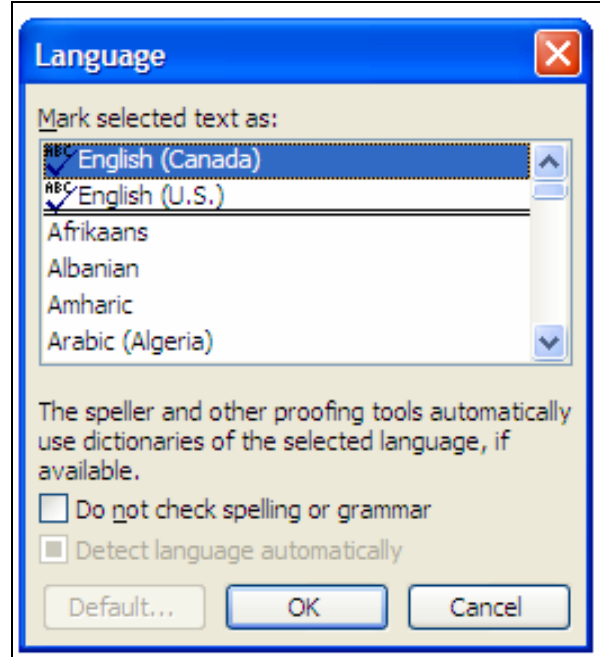 Language
Mark selected text as:
ABC English (Canada)
ABC English (U.S.)
Afrikaans
Albanian
Amharic
Arabic (Algeria)
The speller and other proofing tools automatically
use dictionaries of the selected language, if
available.
Do not check spelling or grammar
Detect language automatically
Default... OK Cancel